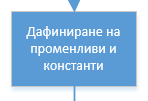 Дафиниране на
променливи и
константи